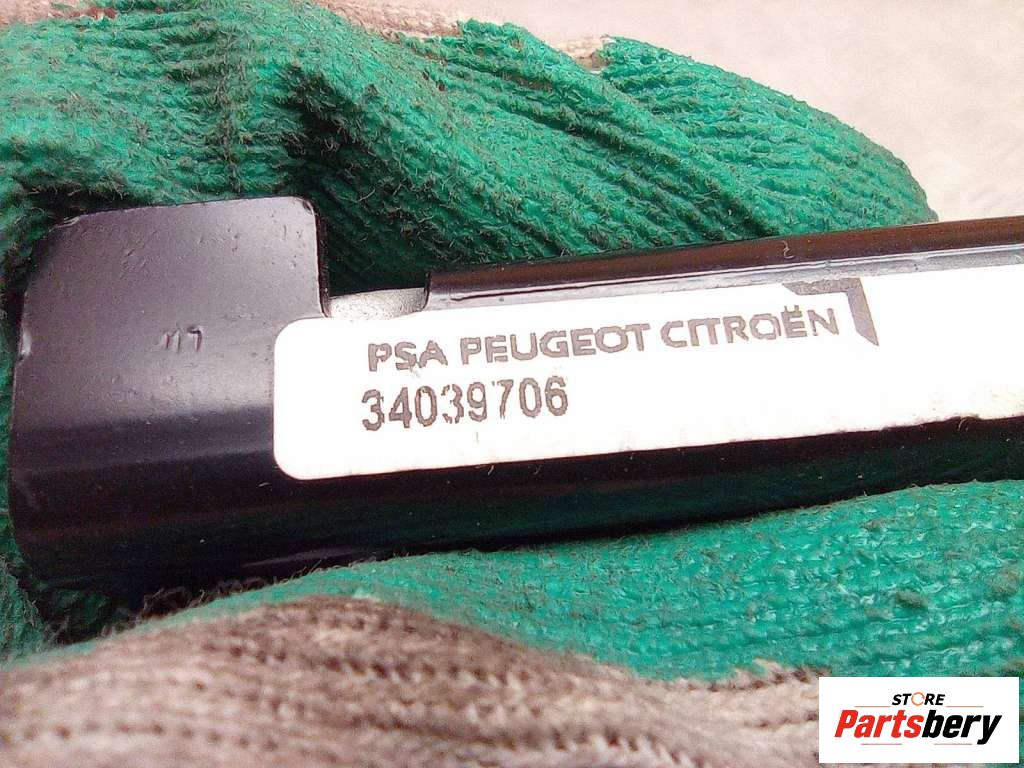 PSA PEUGEOT CITROËN
34039706
STORE
Partsbery